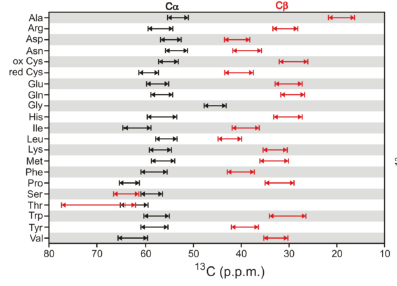 Cα Cβ
Ala
Arg
Asp
Asn
ox Cys
red Cys
Glu
Gln
Gly
His
Ile
Leu
Lys
Met
Phe
Pro
Ser
Thr
Trp
Tyr
Val
80 70 60 50 40 30 20 10
¹³C (p.p.m.)